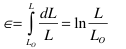 ϵ = ∫_{L_O}^{L} dL/L = ln L/L_O